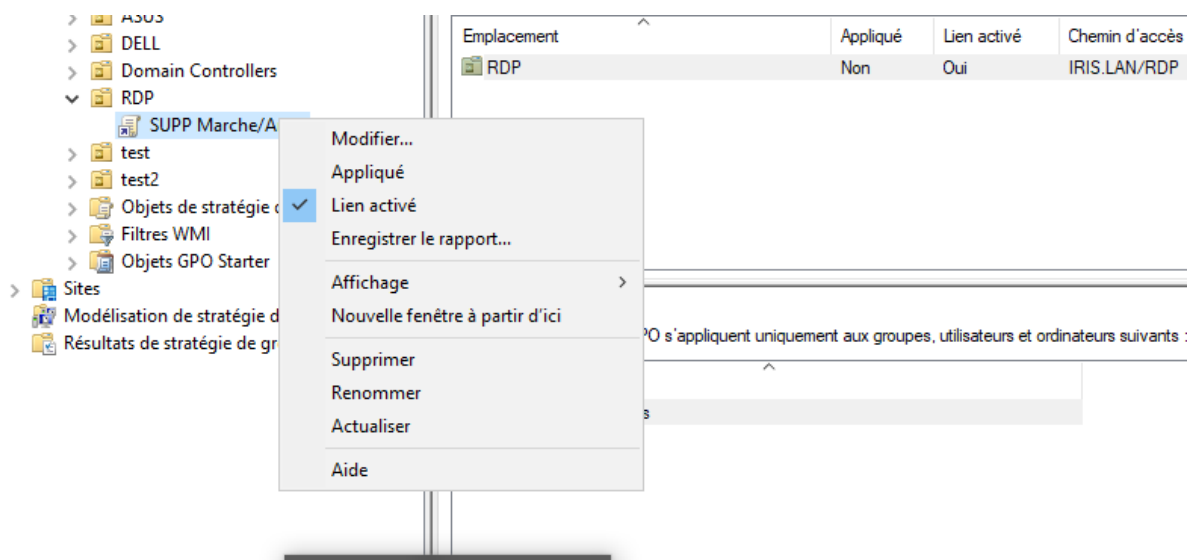 ASUS
DELL
Domain Controllers
RDP
SUPP Marche/A
test
test2
Objets de stratégie
Filtres WMI
Objets GPO Starter
Sites
Modélisation de stratégie d
Résultats de stratégie de gr
Modifier...
Appliqué
Lien activé
Enregistrer le rapport...
Affichage
Nouvelle fenêtre à partir d'ici
Supprimer
Renommer
Actualiser
Aide
Emplacement Appliqué Lien activé Chemin d'accès
RDP Non Oui IRIS.LAN/RDP
PO s'appliquent uniquement aux groupes, utilisateurs et ordinateurs suivants :
s